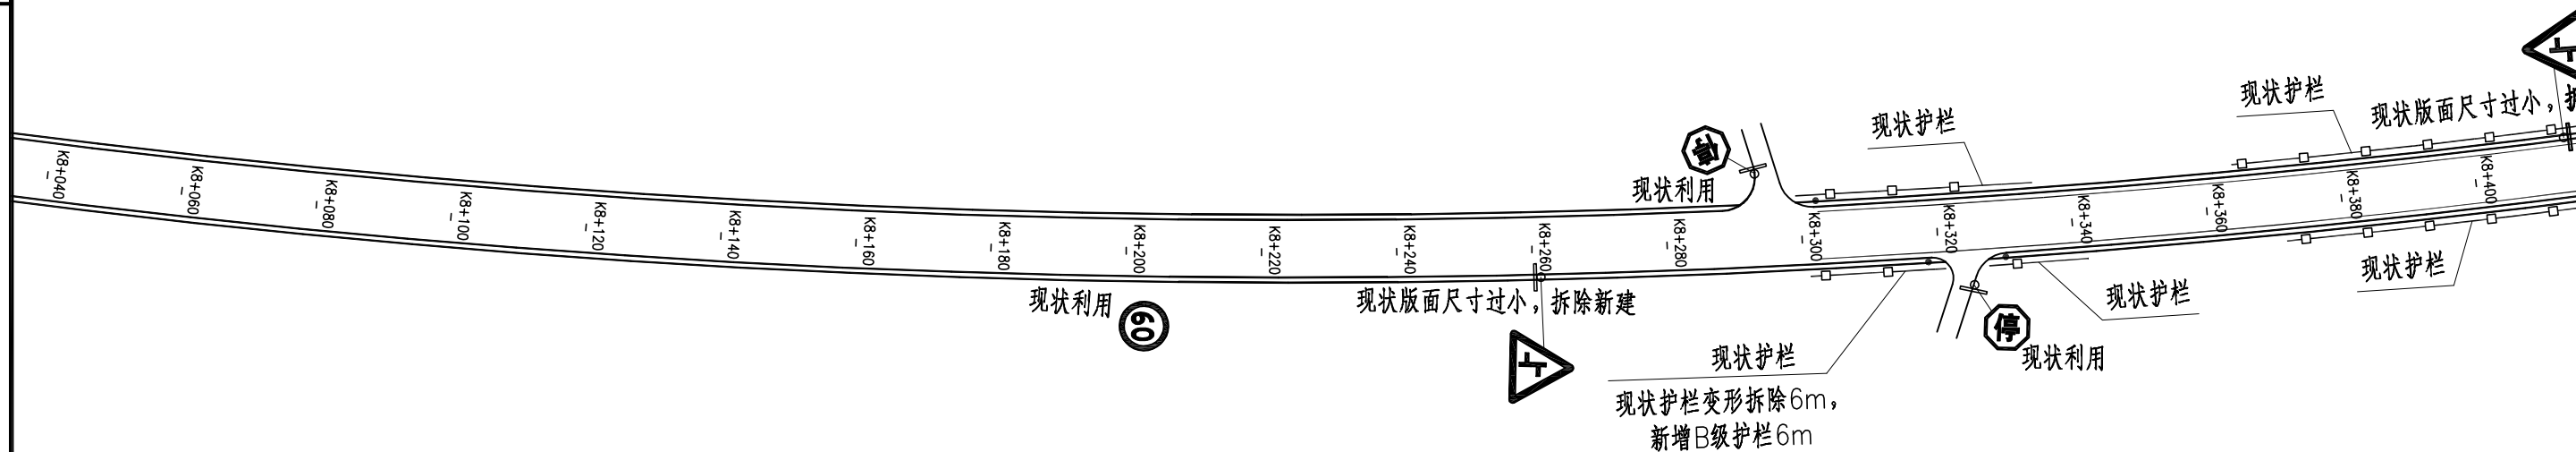 K8+040
K8+060
K8+080
K8+100
K8+120
K8+140
K8+160
K8+180
K8+200
K8+220
K8+240
K8+260
K8+280
K8+300
K8+320
K8+340
K8+360
K8+380
K8+400
停
现状利用
现状护栏
现状护栏
现状版面尺寸过小，拆
现状利用
60
现状版面尺寸过小，拆除新建
现状护栏
现状护栏变形拆除6m，
新增B级护栏6m
停
现状利用
现状护栏
现状护栏